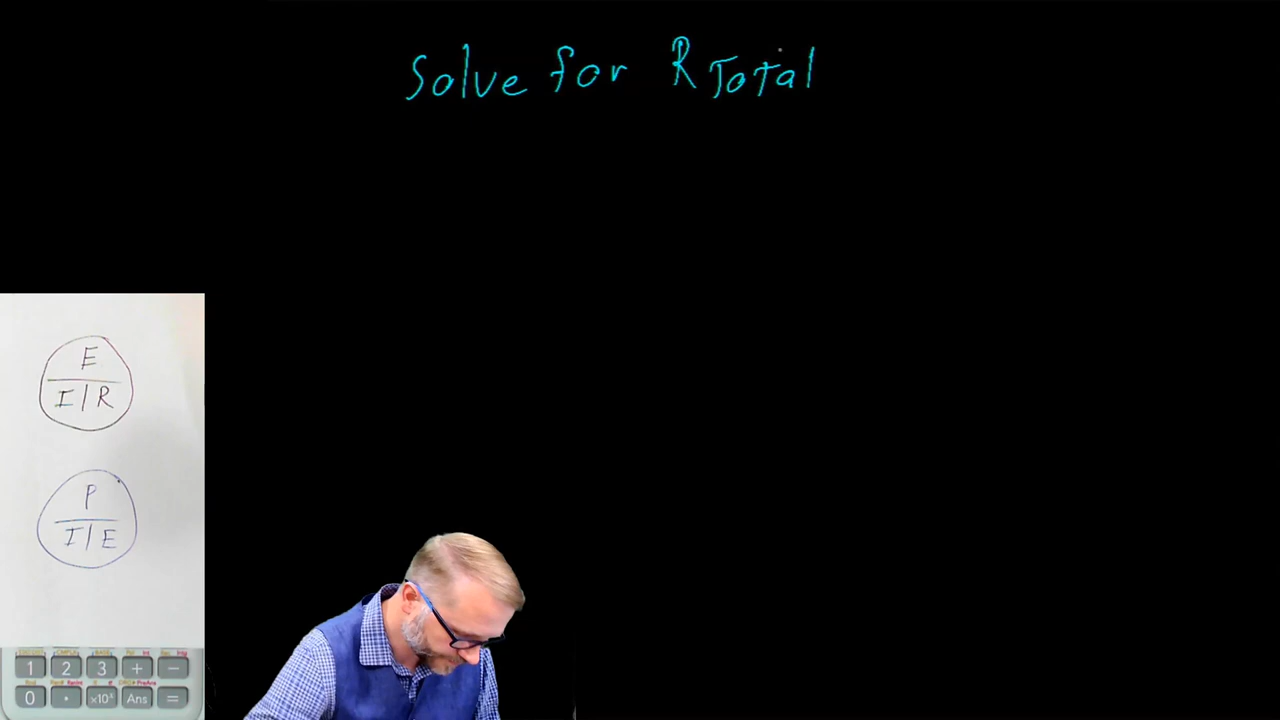 Solve for R Total
E
I | R
P
I | E
1 2 3 + −
0 · ×10ˣ Ans =